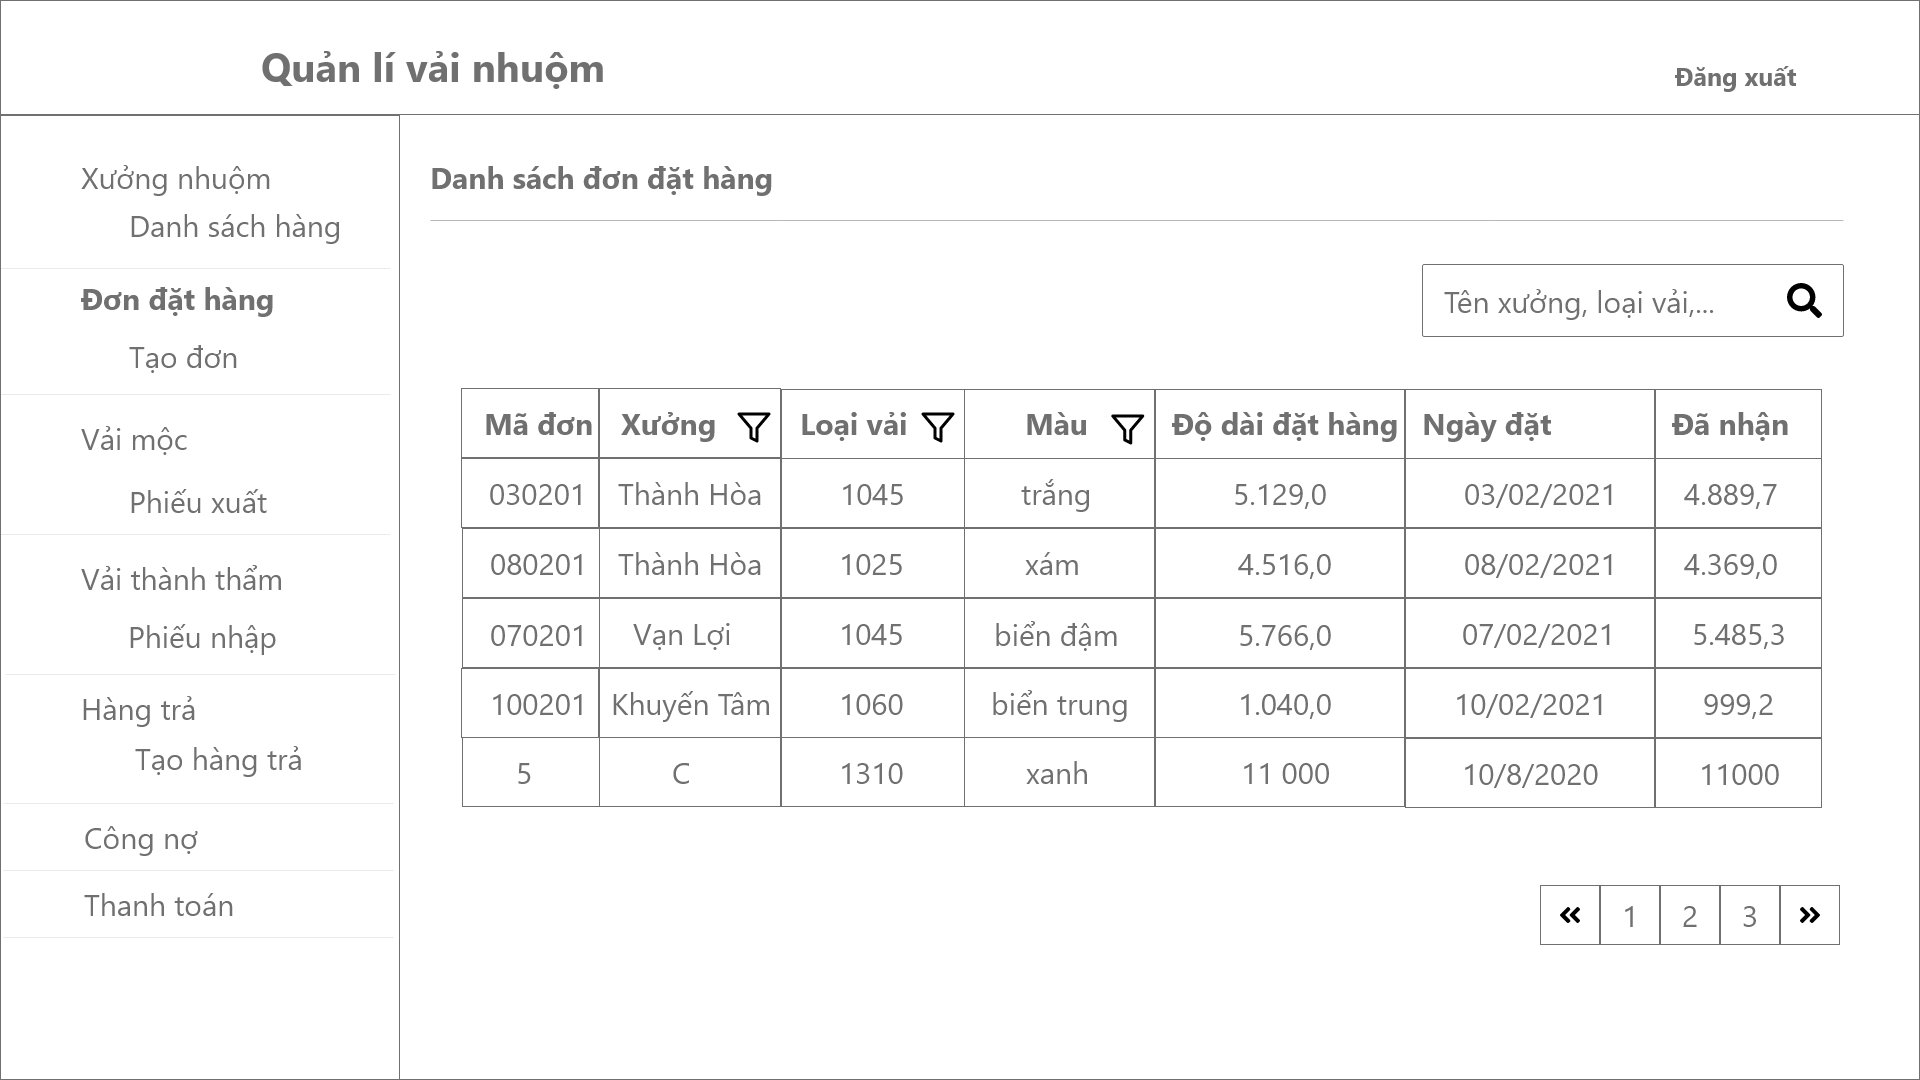 Quản lí vải nhuộm
Đăng xuất
Xưởng nhuộm
Danh sách hàng
Đơn đặt hàng
Tạo đơn
Vải mộc
Phiếu xuất
Vải thành thẩm
Phiếu nhập
Hàng trả
Tạo hàng trả
Công nợ
Thanh toán
Danh sách đơn đặt hàng
Tên xưởng, loại vải,...
Mã đơn Xưởng Loại vải Màu Độ dài đặt hàng Ngày đặt Đã nhận
030201 Thành Hòa 1045 trắng 5.129,0 03/02/2021 4.889,7
080201 Thành Hòa 1025 xám 4.516,0 08/02/2021 4.369,0
070201 Vạn Lợi 1045 biển đậm 5.766,0 07/02/2021 5.485,3
100201 Khuyến Tâm 1060 biển trung 1.040,0 10/02/2021 999,2
5 C 1310 xanh 11 000 10/8/2020 11000
« 1 2 3 »